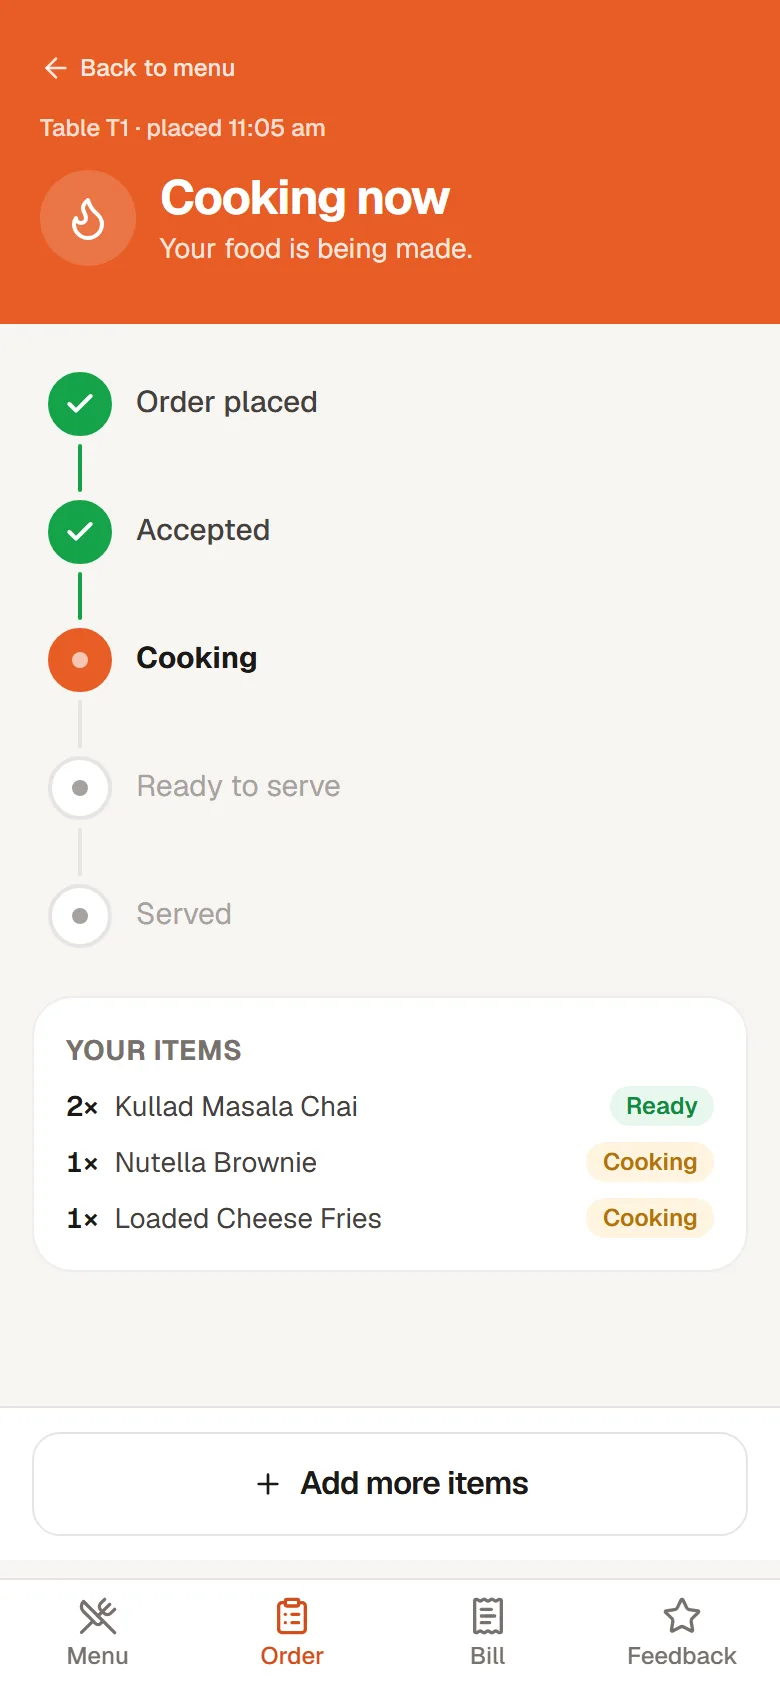 Back to menu
Table T1 · placed 11:05 am
Cooking now
Your food is being made.
Order placed
Accepted
Cooking
Ready to serve
Served
YOUR ITEMS
2× Kullad Masala Chai Ready
1× Nutella Brownie Cooking
1× Loaded Cheese Fries Cooking
Add more items
Menu Order Bill Feedback